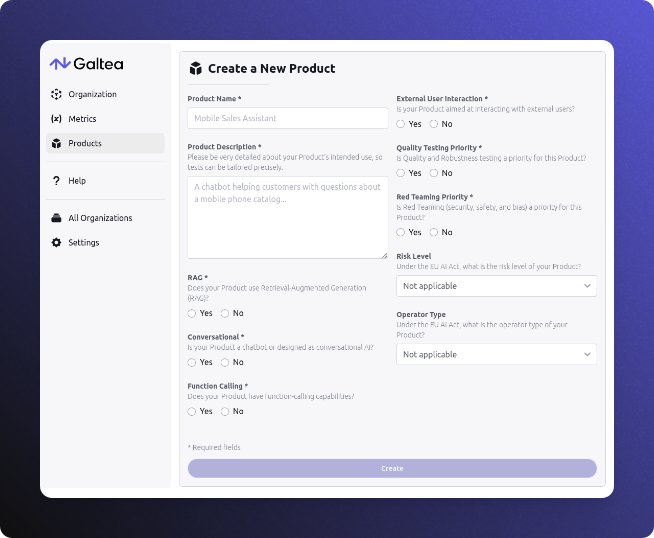 Galtea
Organization
Metrics
Products
Help
All Organizations
Settings
Create a New Product
Product Name *
Mobile Sales Assistant
Product Description *
Please be very detailed about your Product's intended use, so
tests can be tailored precisely.
A chatbot helping customers with questions about
a mobile phone catalog...
RAG *
Does your Product use Retrieval-Augmented Generation
(RAG)?
Yes No
Conversational *
Is your Product a chatbot or designed as conversational AI?
Yes No
Function Calling *
Does your Product have function-calling capabilities?
Yes No
External User Interaction *
Is your Product aimed at interacting with external users?
Yes No
Quality Testing Priority *
Is Quality and Robustness testing a priority for this Product?
Yes No
Red Teaming Priority *
Is Red Teaming (security, safety, and bias) a priority for this
Product?
Yes No
Risk Level
Under the EU AI Act, what is the risk level of your Product?
Not applicable
Operator Type
Under the EU AI Act, what is the operator type of your
Product?
Not applicable
* Required fields
Create